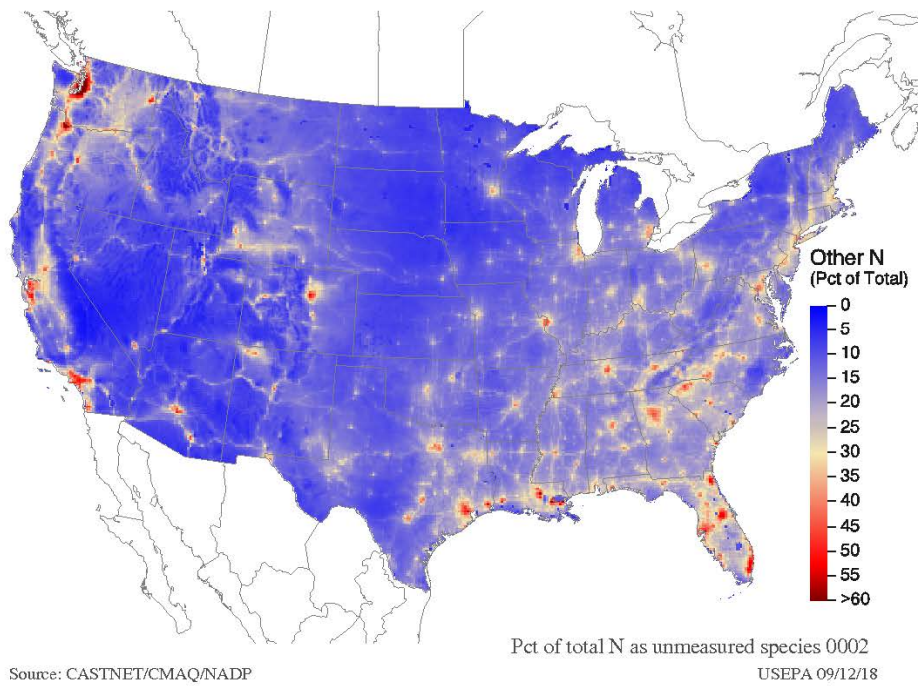 Other N
(Pct of Total)
0
5
10
15
20
25
30
35
40
45
50
55
>60
Pct of total N as unmeasured species 0002
Source: CASTNET/CMAQ/NADP
USEPA 09/12/18